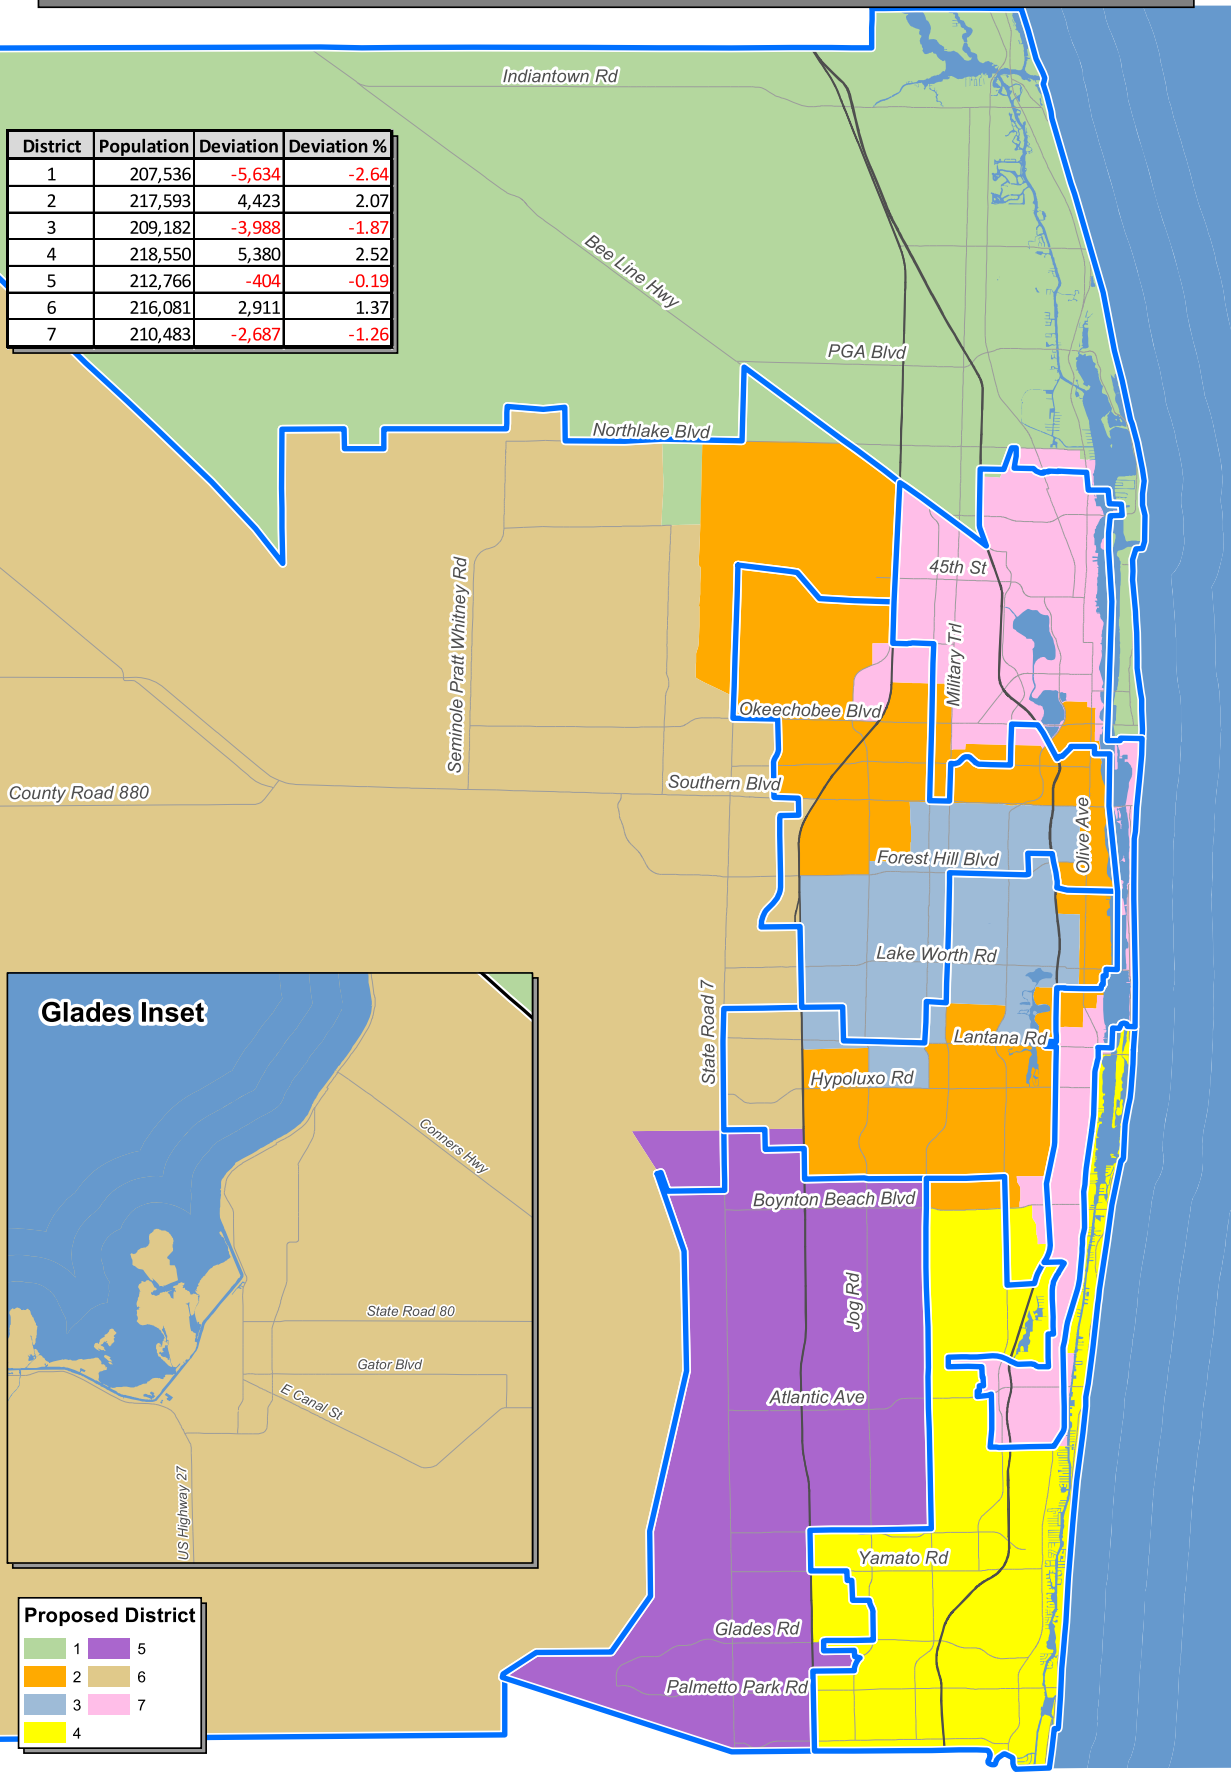 Indiantown Rd
District Population Deviation Deviation %
1 207,536 -5,634 -2.64
2 217,593 4,423 2.07
3 209,182 -3,988 -1.87
4 218,550 5,380 2.52
5 212,766 -404 -0.19
6 216,081 2,911 1.37
7 210,483 -2,687 -1.26
Bee Line Hwy
PGA Blvd
Northlake Blvd
45th St
Seminole Pratt Whitney Rd
Military Trl
Okeechobee Blvd
Southern Blvd
County Road 880
Olive Ave
Forest Hill Blvd
Lake Worth Rd
State Road 7
Lantana Rd
Hypoluxo Rd
Glades Inset
Conners Hwy
State Road 80
Gator Blvd
E Canal St
US Highway 27
Boynton Beach Blvd
Jog Rd
Atlantic Ave
Yamato Rd
Glades Rd
Palmetto Park Rd
Proposed District
1 5
2 6
3 7
4